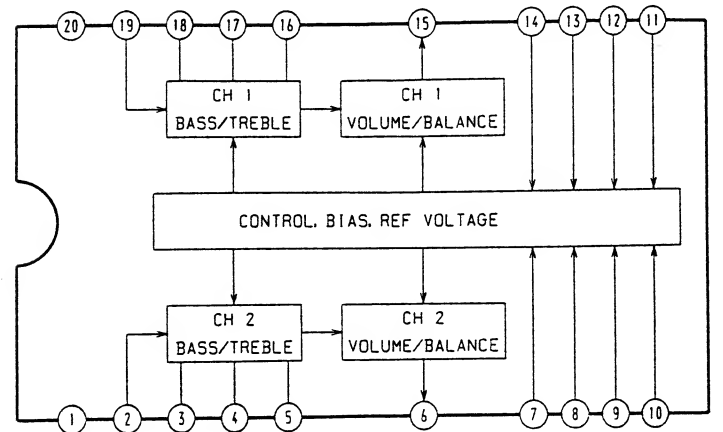 20 19 18 17 16 15 14 13 12 11
CH 1
BASS/TREBLE
CH 1
VOLUME/BALANCE
CONTROL. BIAS. REF VOLTAGE
CH 2
BASS/TREBLE
CH 2
VOLUME/BALANCE
1 2 3 4 5 6 7 8 9 10